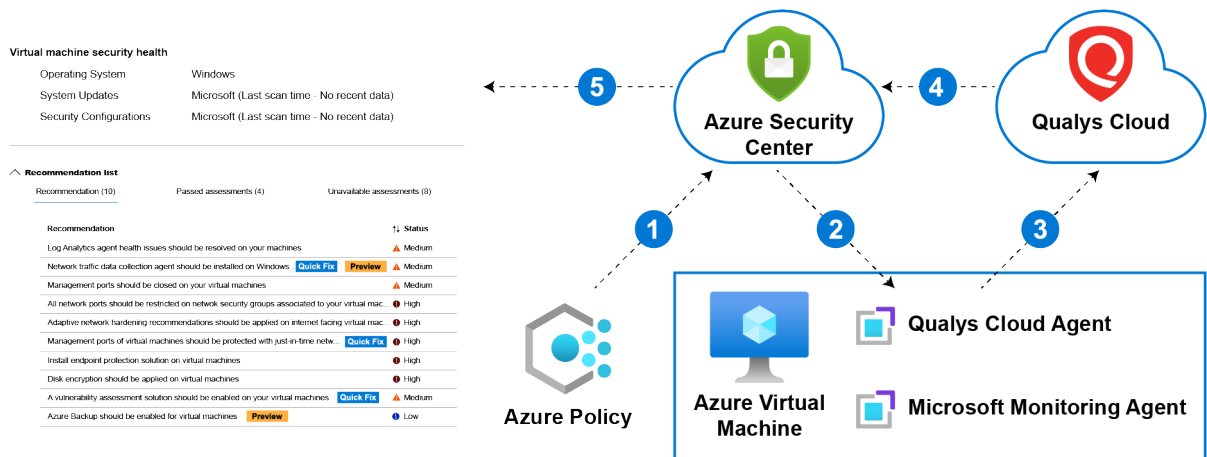 Virtual machine security health
Operating System Windows
System Updates Microsoft (Last scan time - No recent data)
Security Configurations Microsoft (Last scan time - No recent data)
Recommendation list
Recommendation (10) Passed assessments (4) Unavailable assessments (8)
Recommendation Status
Log Analytics agent health issues should be resolved on your machines Medium
Network traffic data collection agent should be installed on Windows... Quick Fix Preview Medium
Management ports should be closed on your virtual machines Medium
All network ports should be restricted on netwok security groups associated to your virtual mac... High
Adaptive network hardening recommendations should be applied on internet facing virtual mac... High
Management ports of virtual machines should be protected with just-in-time netw... Quick Fix High
Install endpoint protection solution on virtual machines High
Disk encryption should be applied on virtual machines High
A vulnerability assessment solution should be enabled on your virtual machines Quick Fix Medium
Azure Backup should be enabled for virtual machines Preview Low
5
Azure Security
Center
4
Qualys Cloud
1
2
3
Azure Policy
Azure Virtual
Machine
Qualys Cloud Agent
Microsoft Monitoring Agent